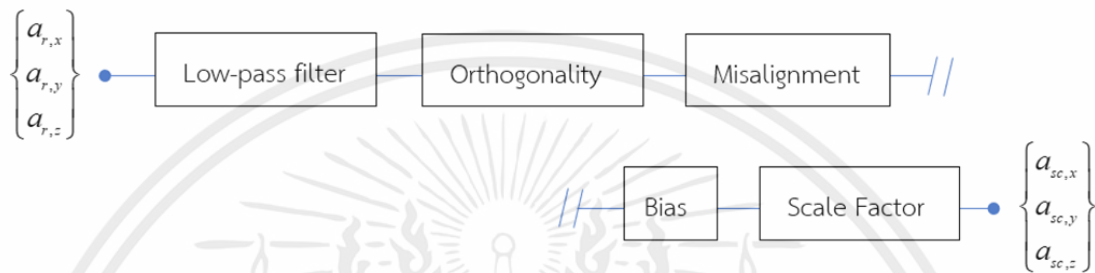 a_{r,x}
a_{r,y}
a_{r,z}
Low-pass filter
Orthogonality
Misalignment
Bias
Scale Factor
a_{sc,x}
a_{sc,y}
a_{sc,z}